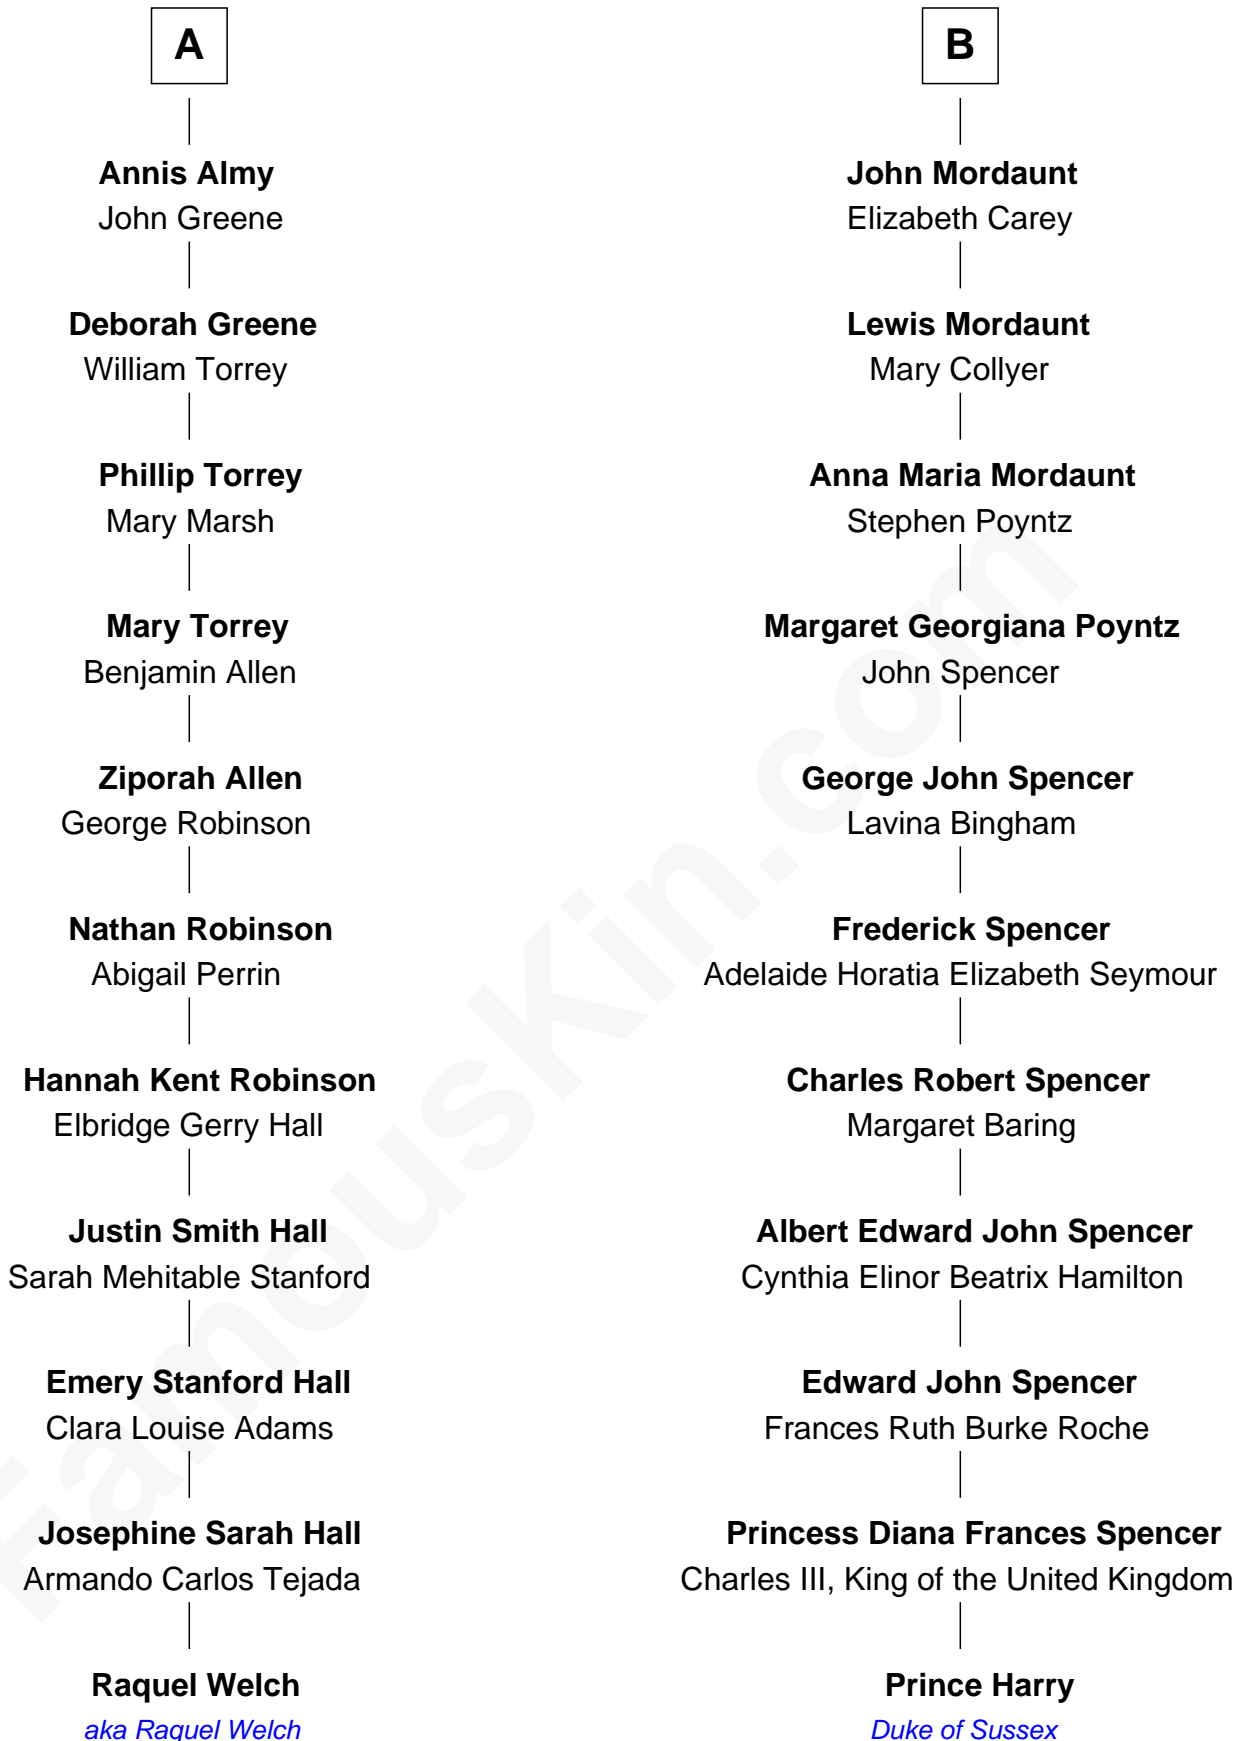 A
B
Annis Almy
John Mordaunt
John Greene
Elizabeth Carey
Deborah Greene
Lewis Mordaunt
William Torrey
Mary Collyer
Phillip Torrey
Anna Maria Mordaunt
Mary Marsh
Stephen Poyntz
Mary Torrey
Margaret Georgiana Poyntz
Benjamin Allen
John Spencer
Ziporah Allen
George John Spencer
George Robinson
Lavina Bingham
Nathan Robinson
Frederick Spencer
Abigail Perrin
Adelaide Horatia Elizabeth Seymour
Hannah Kent Robinson
Charles Robert Spencer
Elbridge Gerry Hall
Margaret Baring
Justin Smith Hall
Albert Edward John Spencer
Sarah Mehitable Stanford
Cynthia Elinor Beatrix Hamilton
Emery Stanford Hall
Edward John Spencer
Clara Louise Adams
Frances Ruth Burke Roche
Josephine Sarah Hall
Princess Diana Frances Spencer
Armando Carlos Tejada
Charles III, King of the United Kingdom
Raquel Welch
Prince Harry
aka Raquel Welch
Duke of Sussex
FamousKin.com